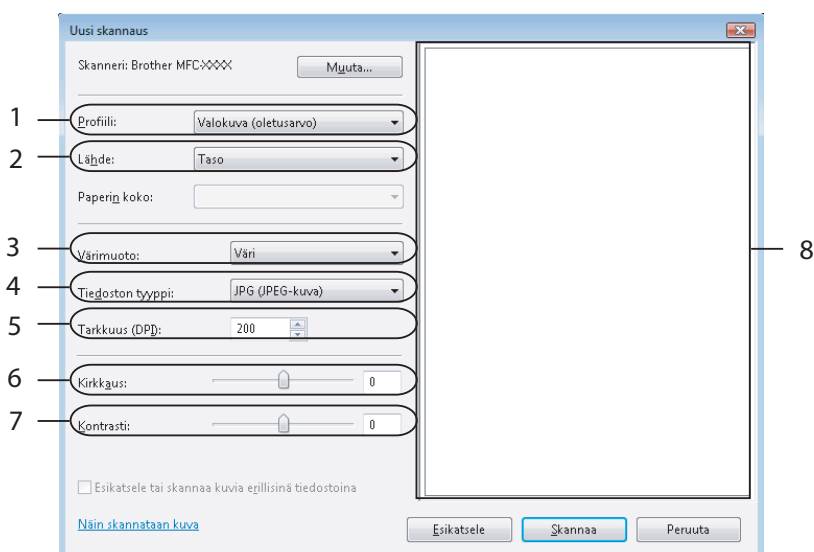 Uusi skannaus
Skanneri: Brother MFC-XXXX
Muuta...
1 Profiili: Valokuva (oletusarvo)
2 Lähde: Taso
Paperin koko:
3 Värimuoto: Väri
8
4 Tiedoston tyyppi: JPG (JPEG-kuva)
5 Tarkkuus (DPI): 200
6 Kirkkaus: 0
7 Kontrasti: 0
Esikatsele tai skannaa kuvia erillisinä tiedostoina
Näin skannataan kuva
Esikatsele Skannaa Peruuta